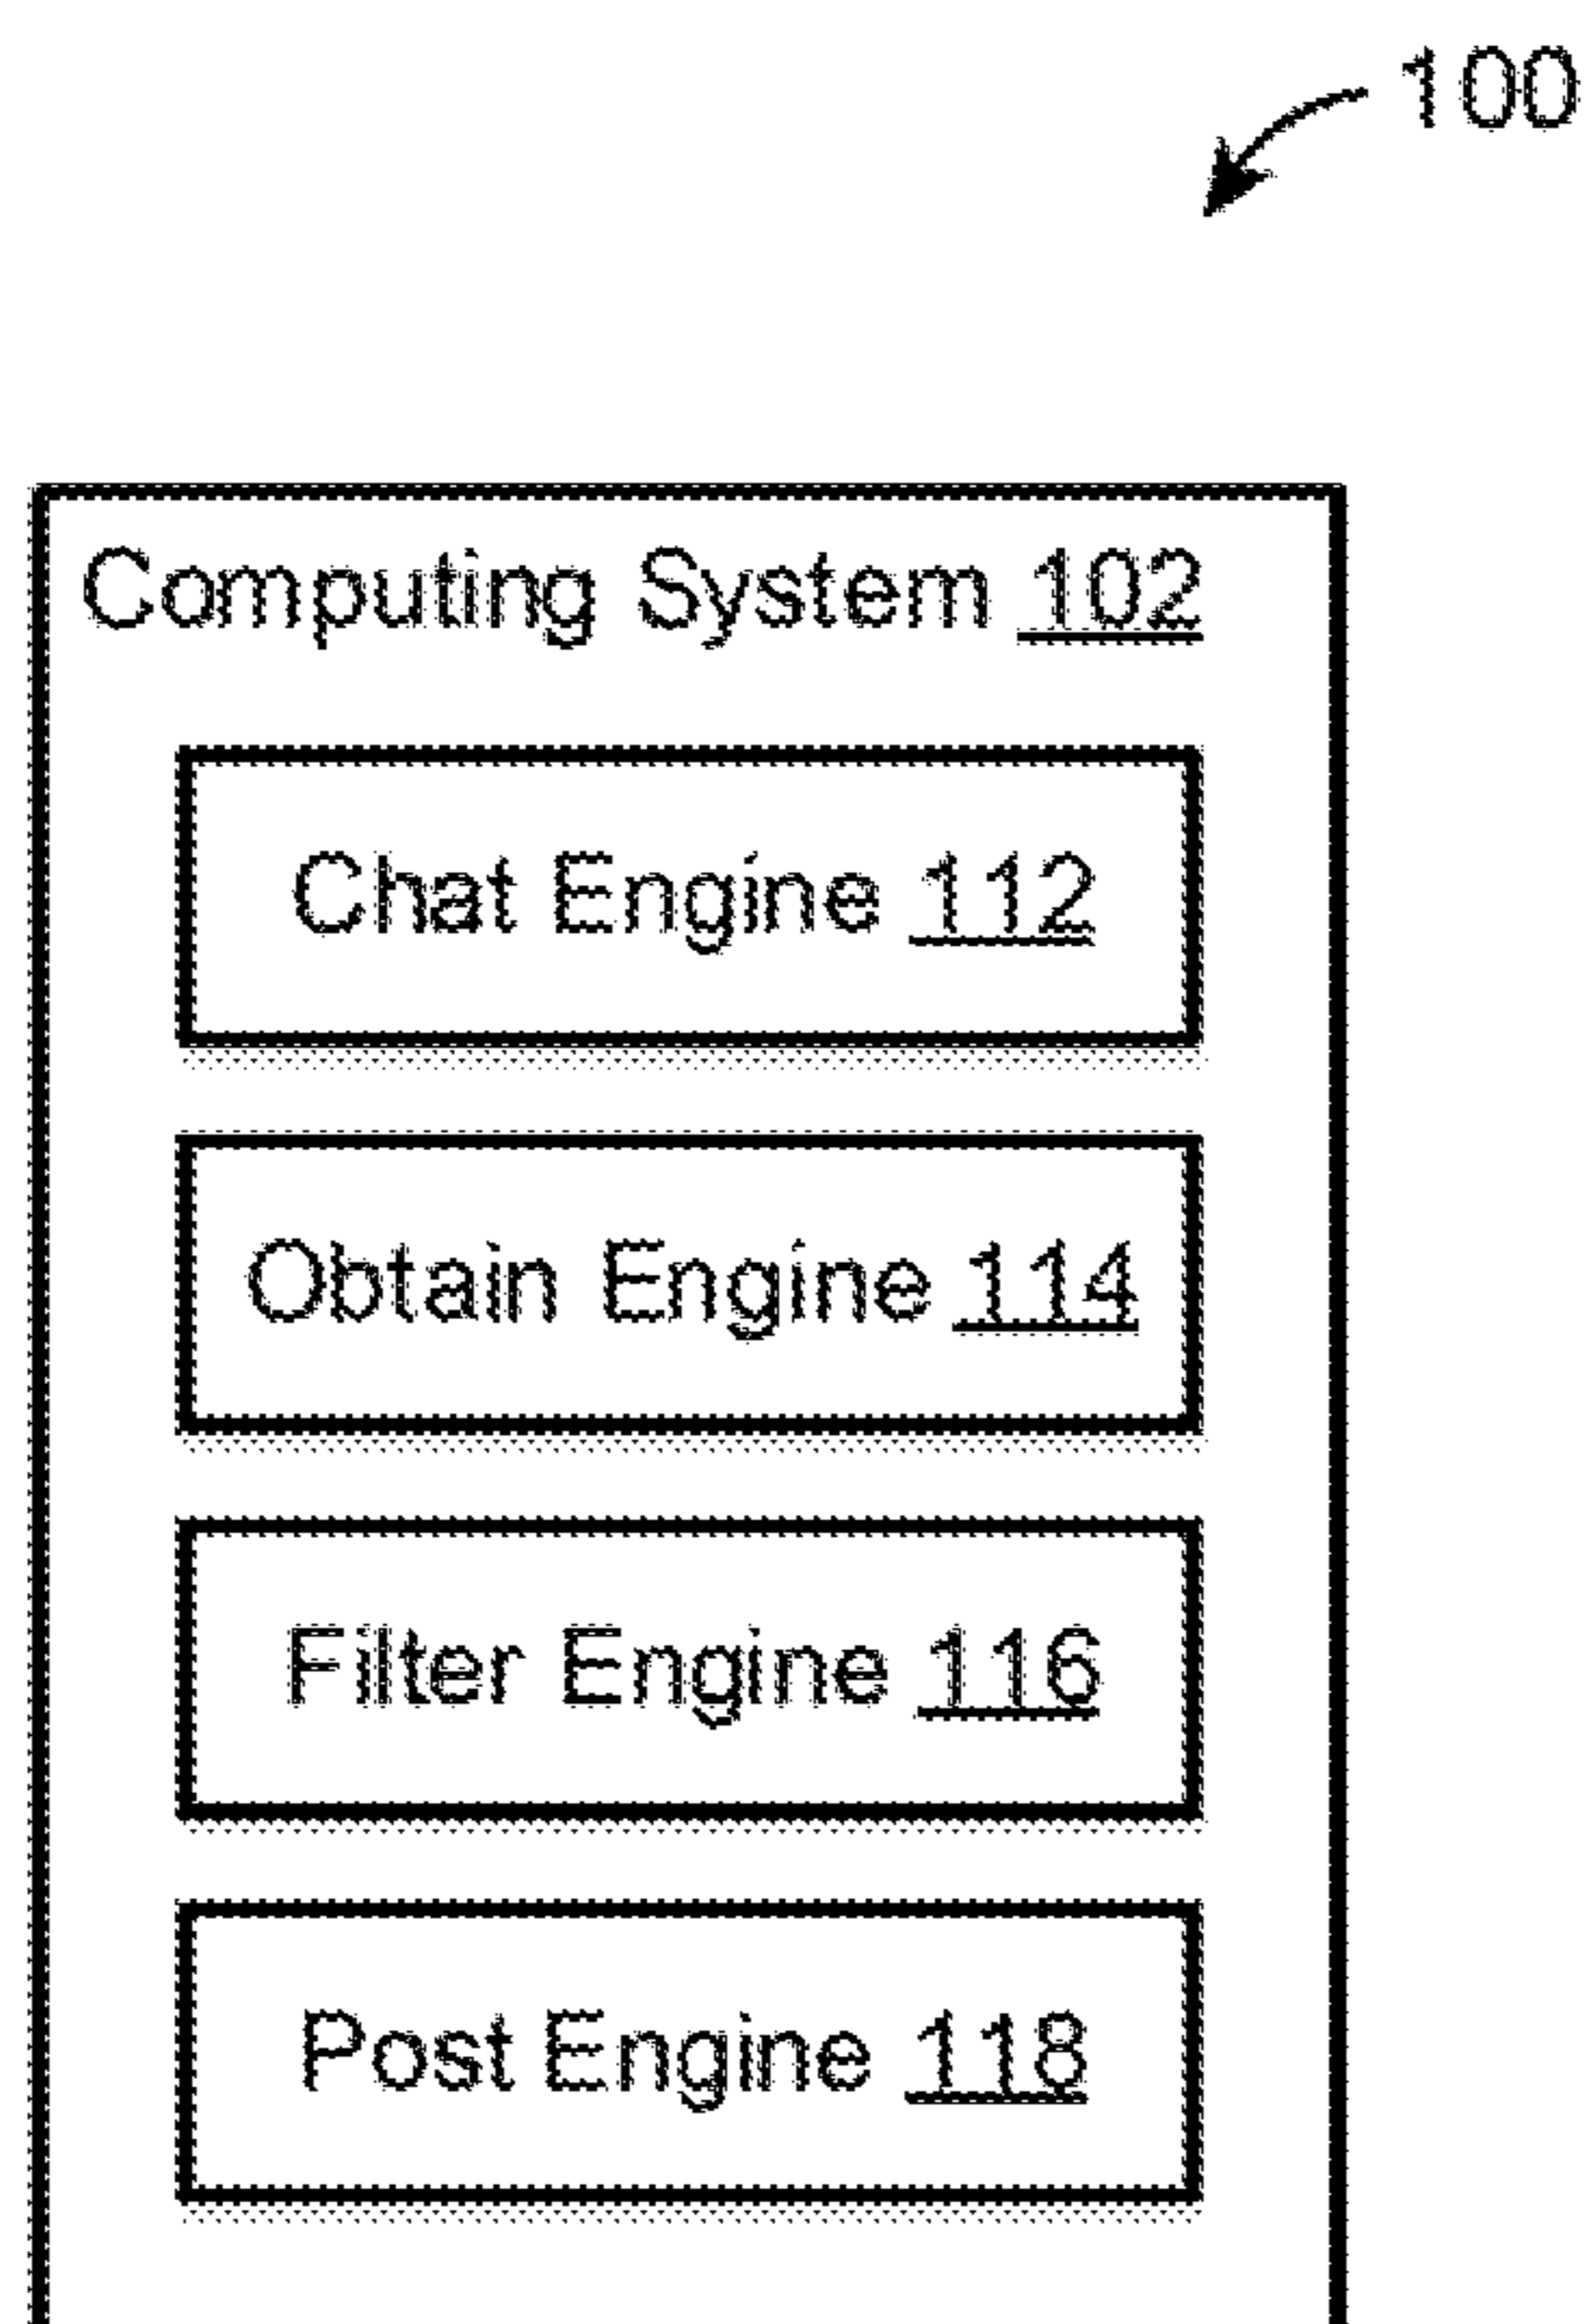 100
Computing System 102
Chat Engine 112
Obtain Engine 114
Filter Engine 116
Post Engine 118